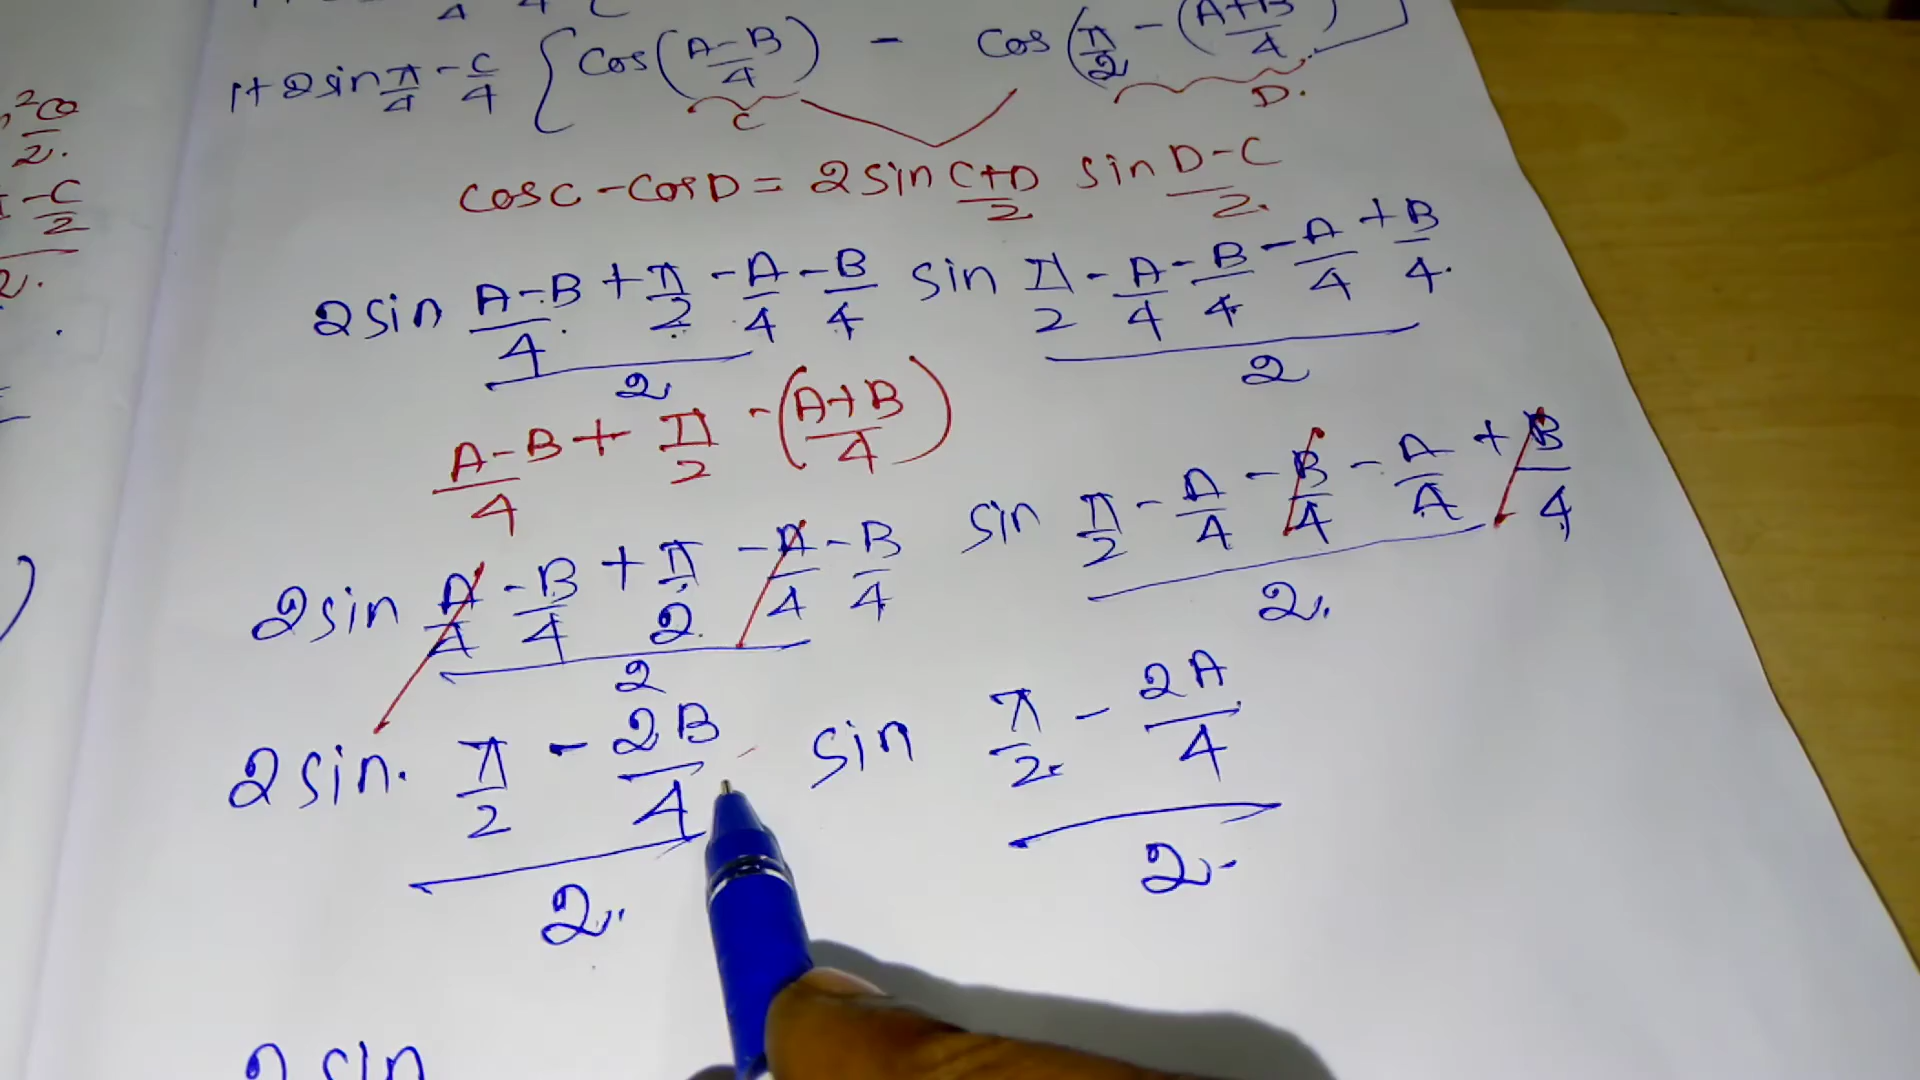 1+2sin π/4 - C/4 { cos(A-B/4) - cos(π/2 - (A+B/4)
C D.
cosC - cosD = 2sin C+D/2 sin D-C/2.
2sin A-B/4 + π/2 - A/4 - B/4 /2 sin π/2 - A/4 - B/4 - A/4 + B/4. /2
A-B/4 + π/2 - (A+B/4)
2sin A/4 - B/4 + π/2 - A/4 - B/4 /2 sin π/2 - A/4 - B/4 - A/4 + B/4 /2.
2sin. π/2 - 2B/4 /2. sin π/2 - 2A/4 /2.
2sin